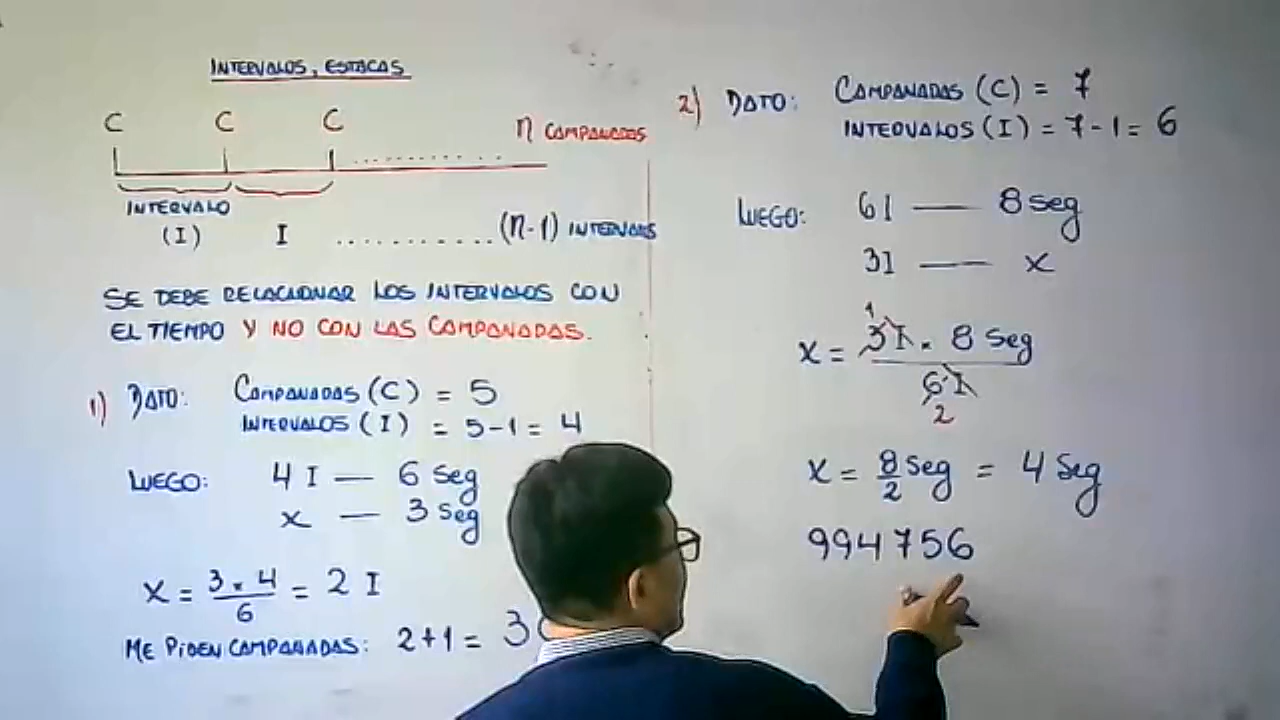 INTERVALOS, ESTACAS
C C C n CAMPANADAS
INTERVALO
(I) I ........... (n-1) INTERVALOS
SE DEBE RELACIONAR LOS INTERVALOS CON
EL TIEMPO Y NO CON LAS CAMPANADAS.
1) DATO: CAMPANADAS (C) = 5
INTERVALOS (I) = 5-1 = 4
LUEGO: 4 I — 6 Seg
x — 3 Seg
x = 3 . 4 / 6 = 2 I
ME PIDEN CAMPANADAS: 2+1 = 3
2) DATO: CAMPANADAS (C) = 7
INTERVALOS (I) = 7-1 = 6
LUEGO: 6I — 8 Seg
3I — x
1
x = 3I . 8 Seg / 6.I
2
x = 8 Seg / 2 = 4 Seg
994756